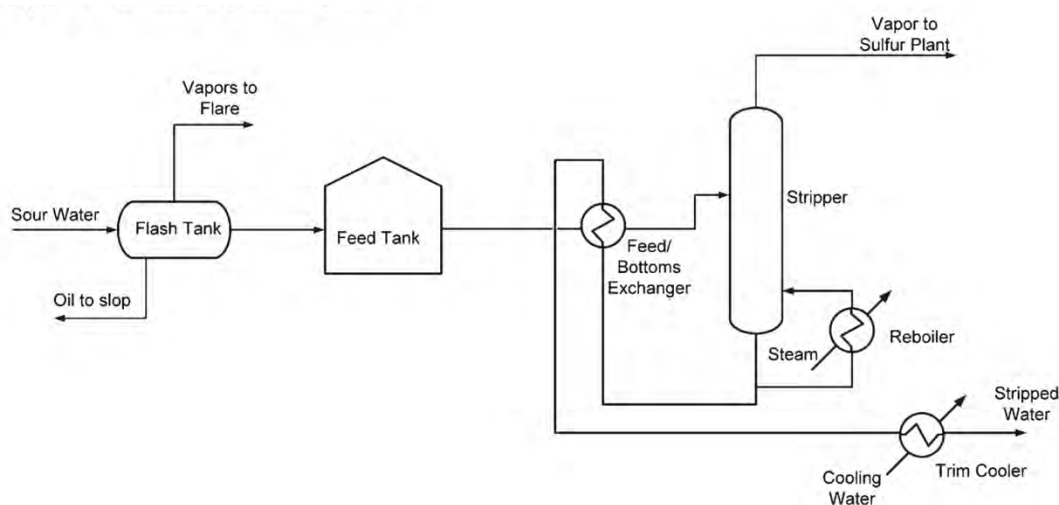 Vapor to
Sulfur Plant
Vapors to
Flare
Sour Water
Flash Tank
Feed Tank
Stripper
Feed/
Bottoms
Exchanger
Oil to slop
Steam
Reboiler
Stripped
Water
Cooling
Water
Trim Cooler